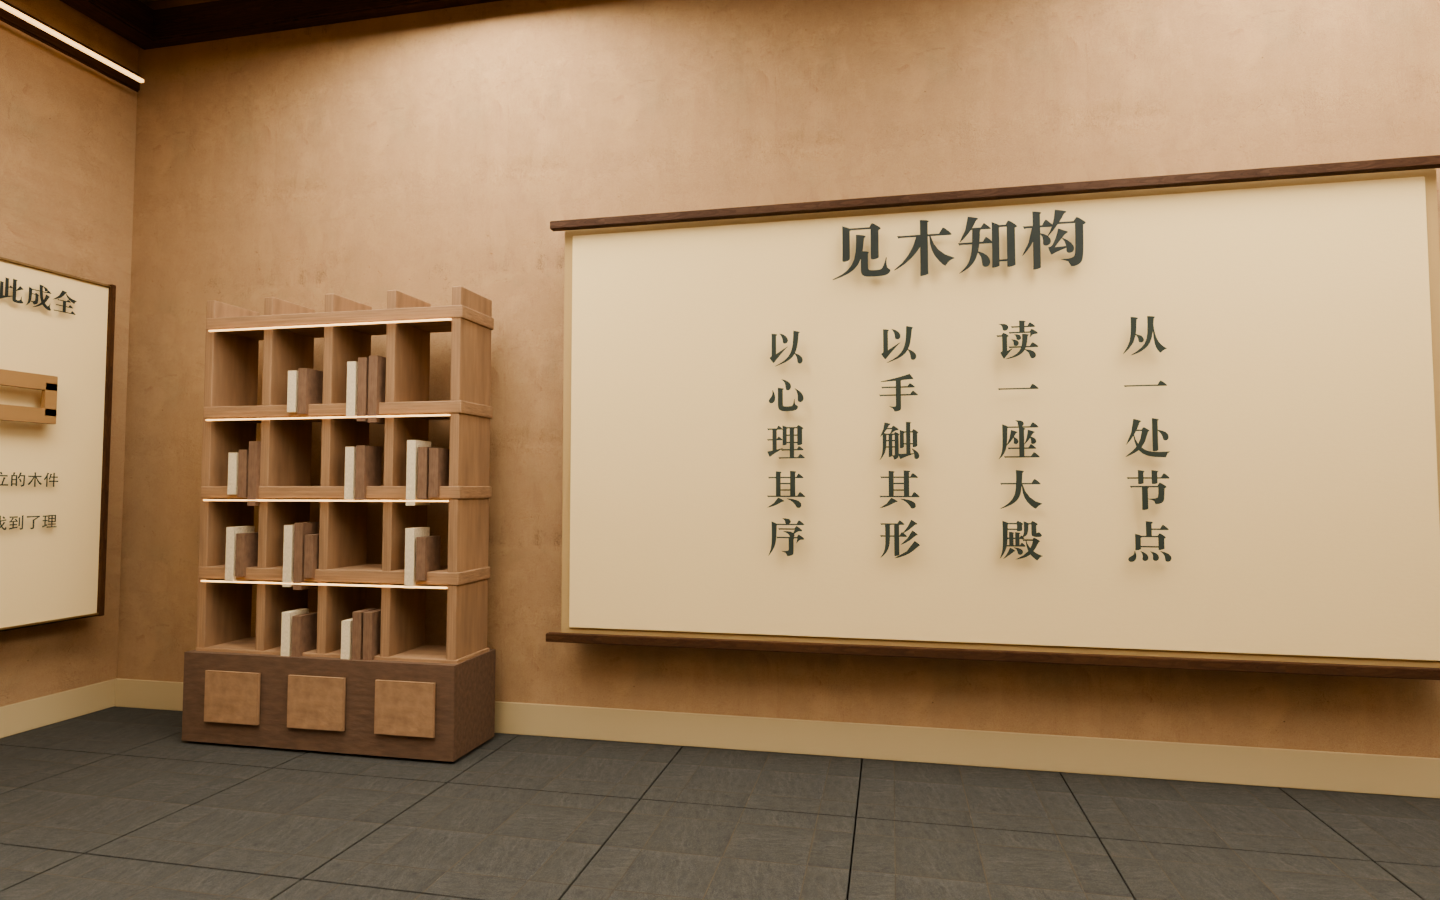 见木知构
从一处节点
读一座大殿
以手触其形
以心理其序
此成全
立的木件
找到了理